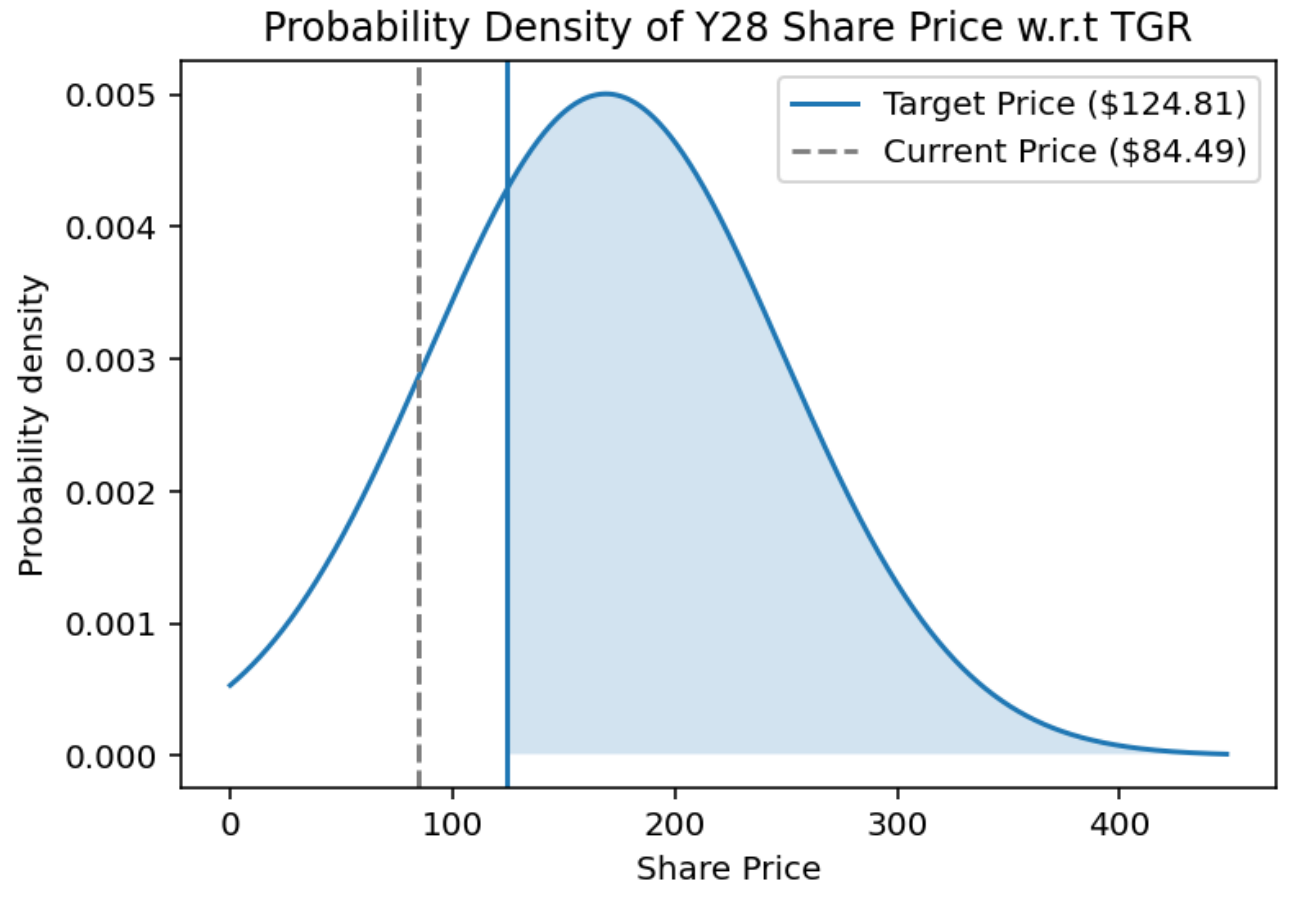 Probability Density of Y28 Share Price w.r.t TGR
Target Price ($124.81)
Current Price ($84.49)
Probability density
0.005
0.004
0.003
0.002
0.001
0.000
0 100 200 300 400
Share Price